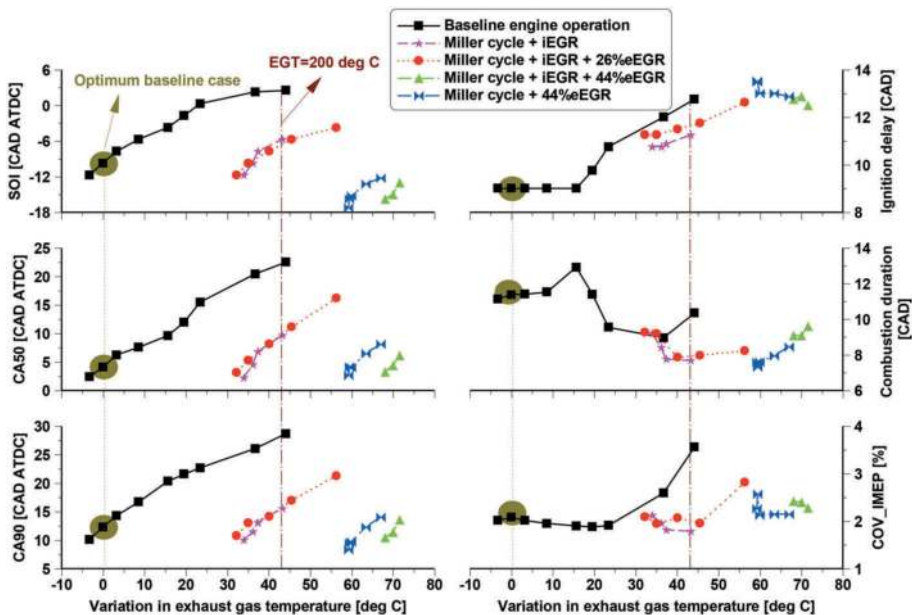 Baseline engine operation
Miller cycle + iEGR
Miller cycle + iEGR + 26%eEGR
Miller cycle + iEGR + 44%eEGR
Miller cycle + 44%eEGR
EGT=200 deg C
Optimum baseline case
SOI [CAD ATDC]
6
0
-6
-12
-18
Ignition delay [CAD]
14
13
12
11
10
9
8
CA50 [CAD ATDC]
25
20
15
10
5
0
Combustion duration
[CAD]
14
12
10
8
6
CA90 [CAD ATDC]
30
25
20
15
10
5
COV_IMEP [%]
4
3
2
1
-10 0 10 20 30 40 50 60 70 80
Variation in exhaust gas temperature [deg C]
-10 0 10 20 30 40 50 60 70 80
Variation in exhaust gas temperature [deg C]